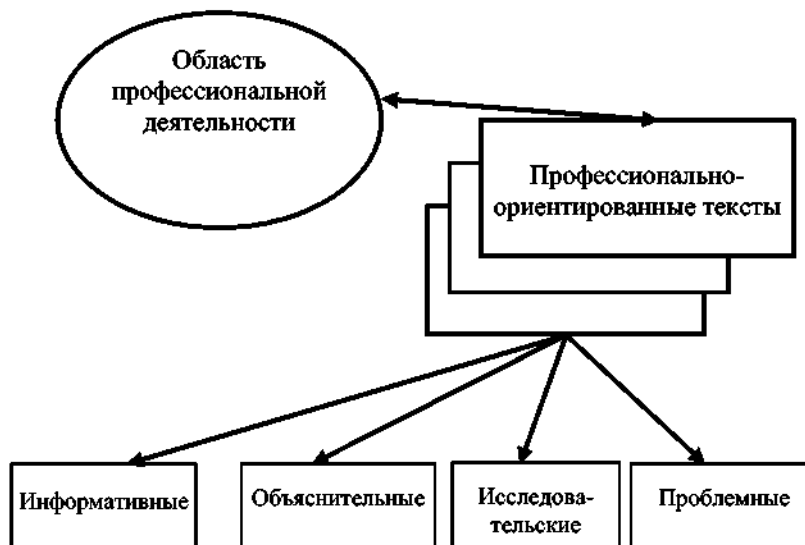 Область
профессиональной
деятельности
Профессионально-
ориентированные тексты
Информативные
Объяснительные
Исследова-
тельские
Проблемные